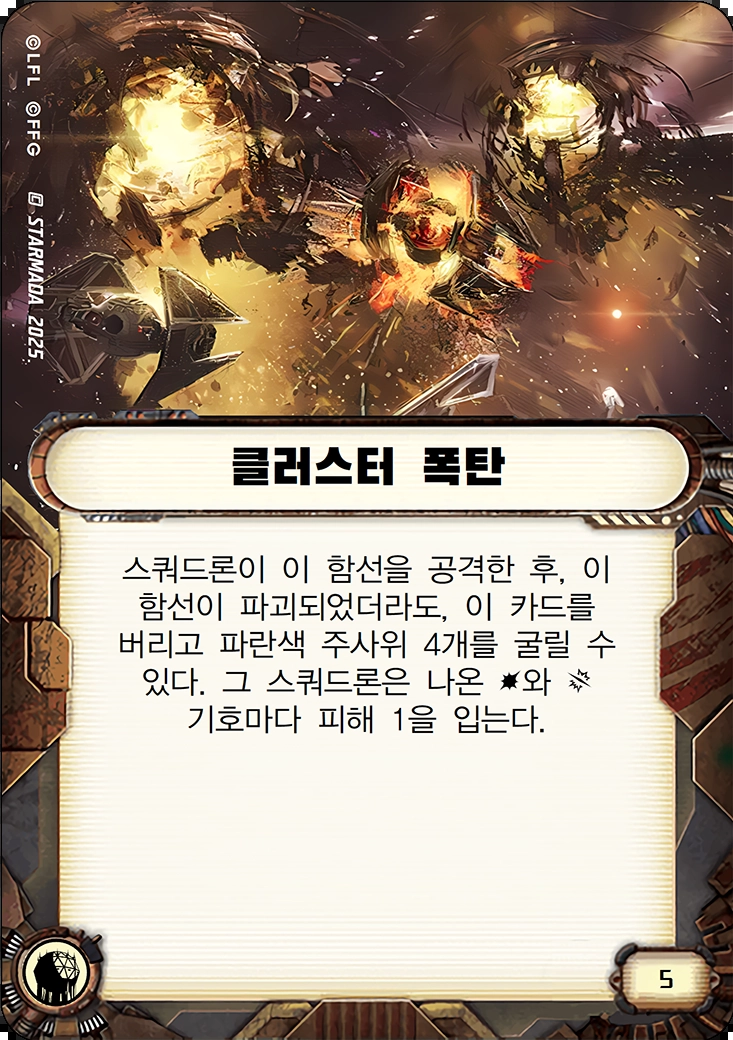 ©LFL ©FFG © STARMADA 2025
클러스터 폭탄
스쿼드론이 이 함선을 공격한 후, 이
함선이 파괴되었더라도, 이 카드를
버리고 파란색 주사위 4개를 굴릴 수
있다. 그 스쿼드론은 나온 와
기호마다 피해 1을 입는다.
5